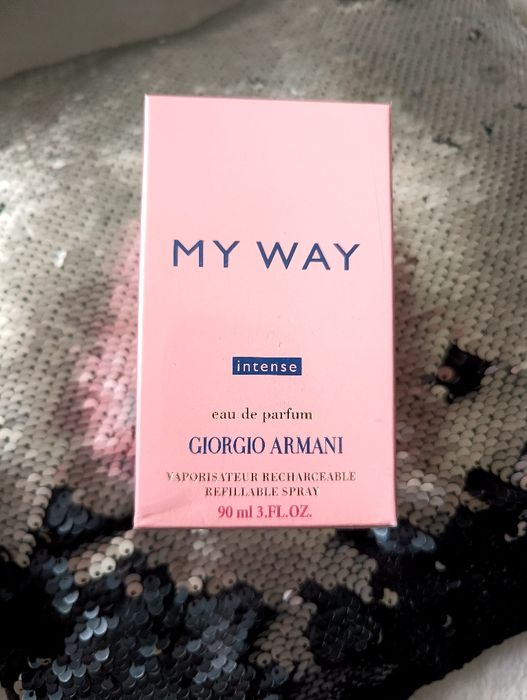 MY WAY
intense
eau de parfum
GIORGIO ARMANI
VAPORISATEUR RECHARGEABLE
REFILLABLE SPRAY
90 ml 3.FL.OZ.